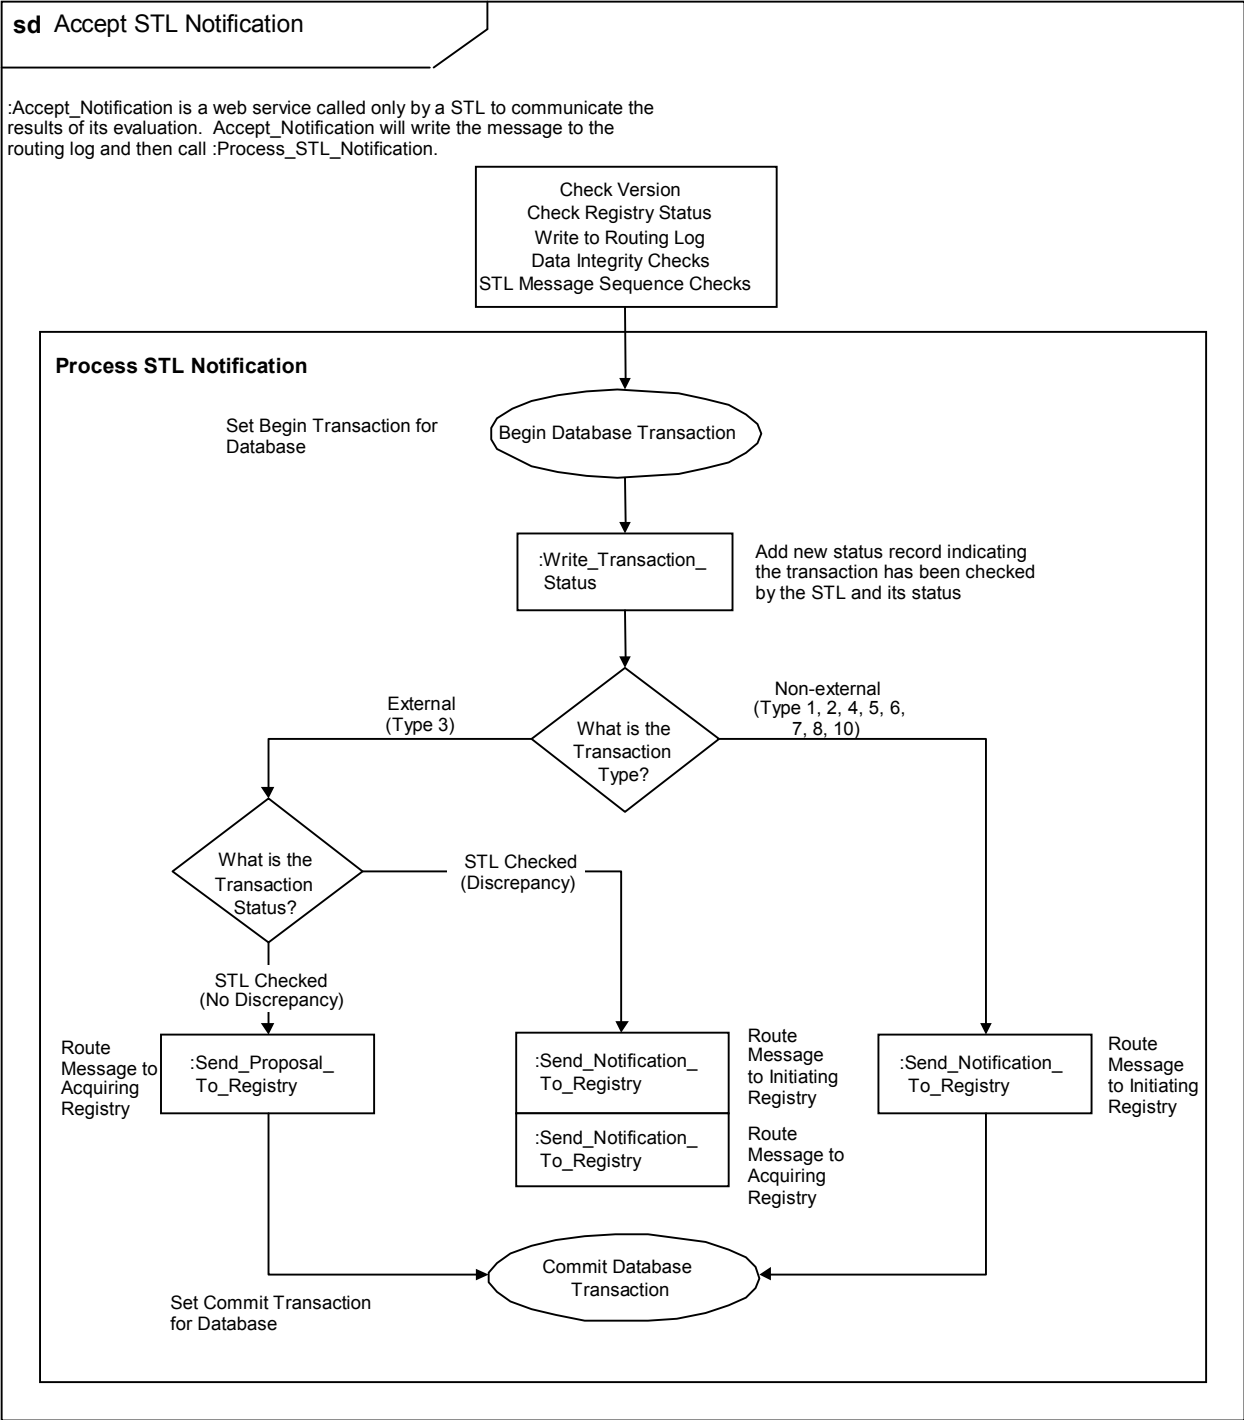 sd Accept STL Notification
:Accept_Notification is a web service called only by a STL to communicate the
results of its evaluation. Accept_Notification will write the message to the
routing log and then call :Process_STL_Notification.
Check Version
Check Registry Status
Write to Routing Log
Data Integrity Checks
STL Message Sequence Checks
Process STL Notification
Set Begin Transaction for
Database
Begin Database Transaction
:Write_Transaction_
Status
Add new status record indicating
the transaction has been checked
by the STL and its status
External
(Type 3)
What is the
Transaction
Type?
Non-external
(Type 1, 2, 4, 5, 6,
7, 8, 10)
What is the
Transaction
Status?
STL Checked
(Discrepancy)
STL Checked
(No Discrepancy)
Route
Message to
Acquiring
Registry
:Send_Proposal_
To_Registry
:Send_Notification_
To_Registry
Route
Message
to Initiating
Registry
:Send_Notification_
To_Registry
Route
Message to
Acquiring
Registry
:Send_Notification_
To_Registry
Route
Message
to Initiating
Registry
Commit Database
Transaction
Set Commit Transaction
for Database